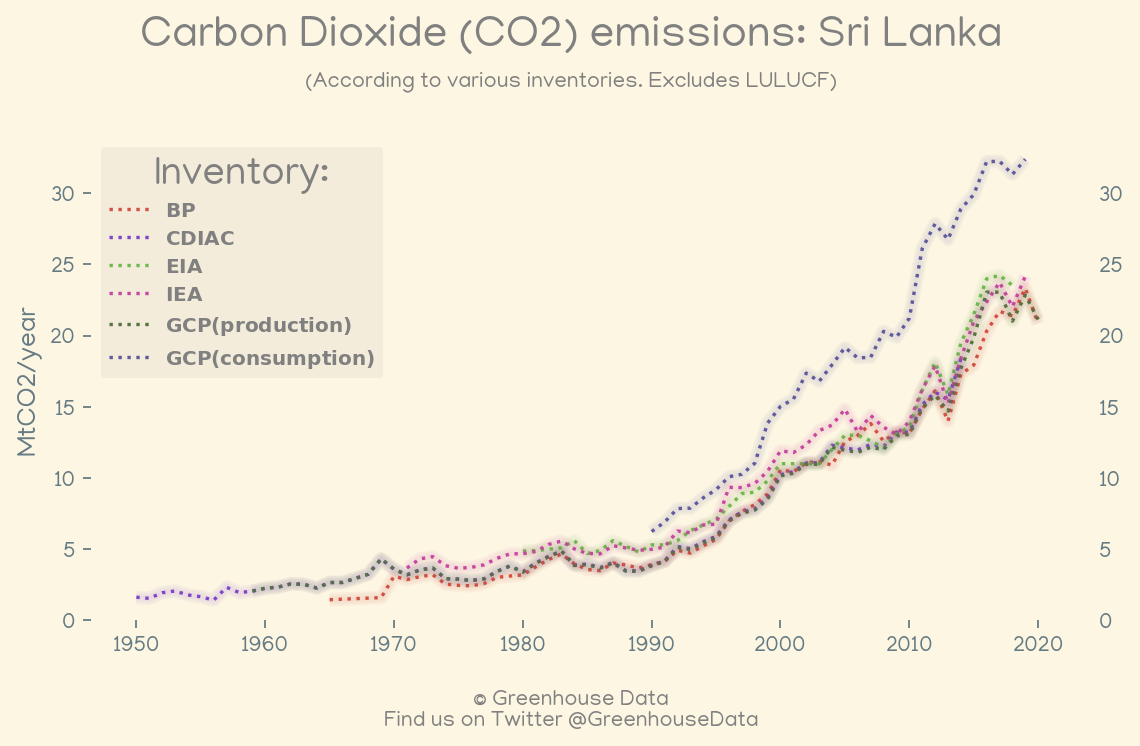 Carbon Dioxide (CO2) emissions: Sri Lanka
(According to various inventories. Excludes LULUCF)
Inventory:
BP
CDIAC
EIA
IEA
GCP(production)
GCP(consumption)
MtCO2/year
30
25
20
15
10
5
0
30
25
20
15
10
5
0
1950 1960 1970 1980 1990 2000 2010 2020
© Greenhouse Data
Find us on Twitter @GreenhouseData